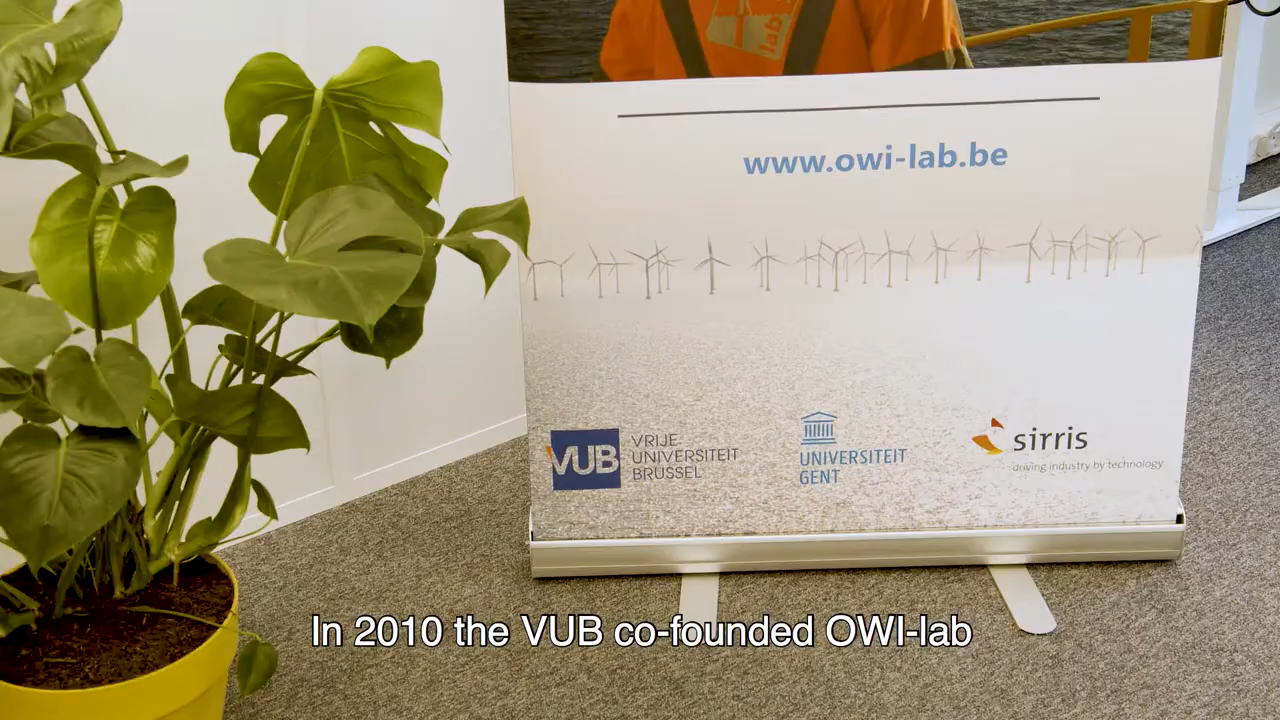 lab
www.owi-lab.be
VUB
VRIJE
UNIVERSITEIT
BRUSSEL
UNIVERSITEIT
GENT
sirris
driving industry by technology
In 2010 the VUB co-founded OWI-lab